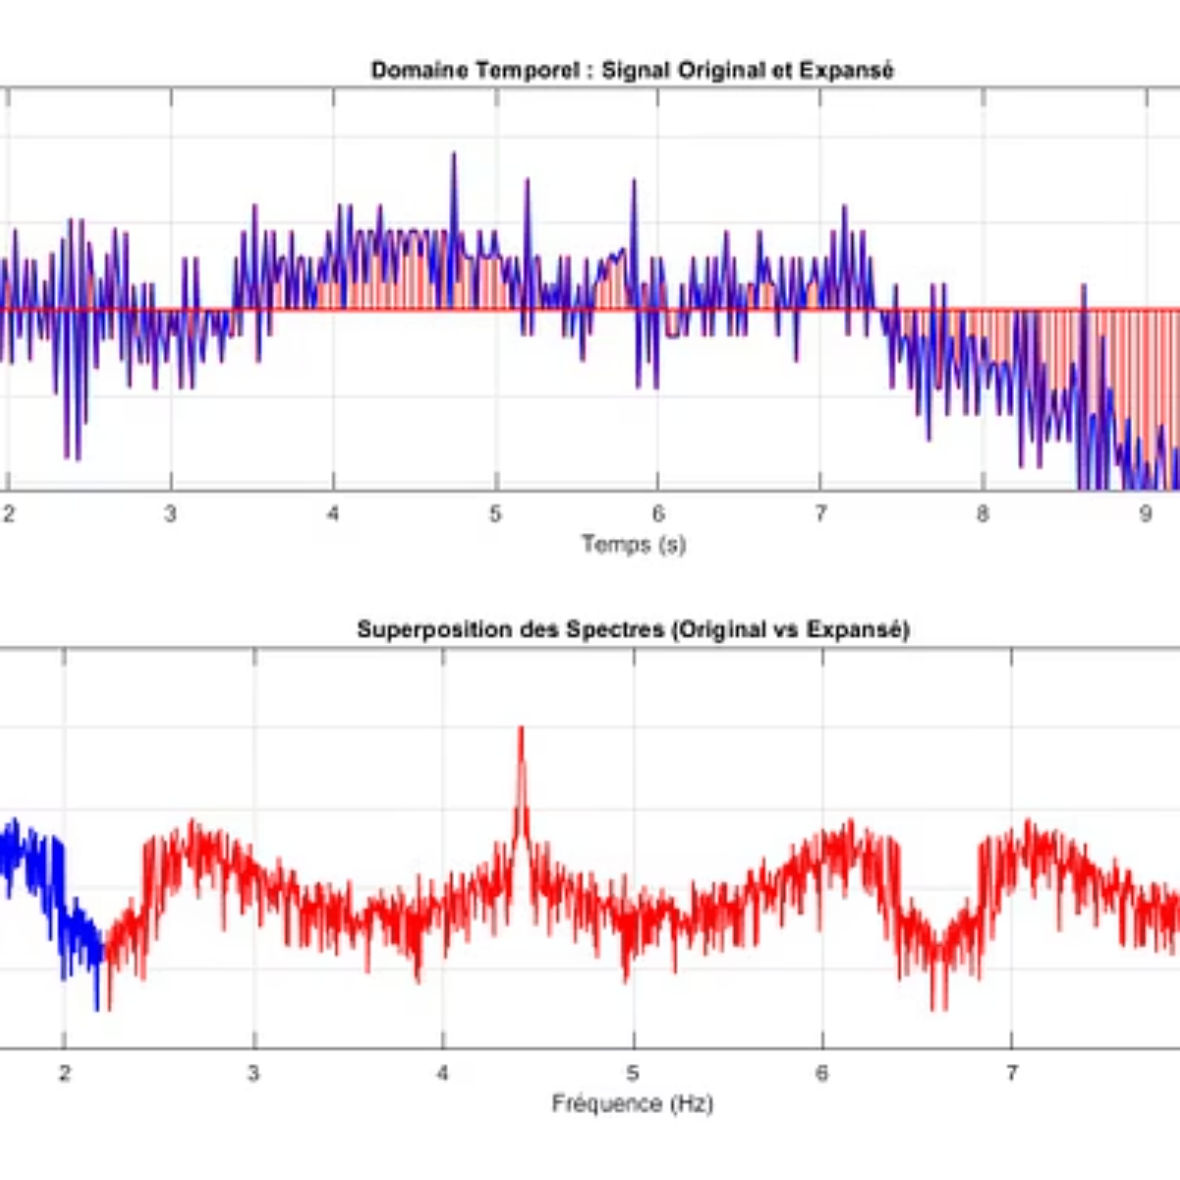 Domaine Temporel : Signal Original et Expansé
2 3 4 5 6 7 8 9
Temps (s)
Superposition des Spectres (Original vs Expansé)
2 3 4 5 6 7
Fréquence (Hz)